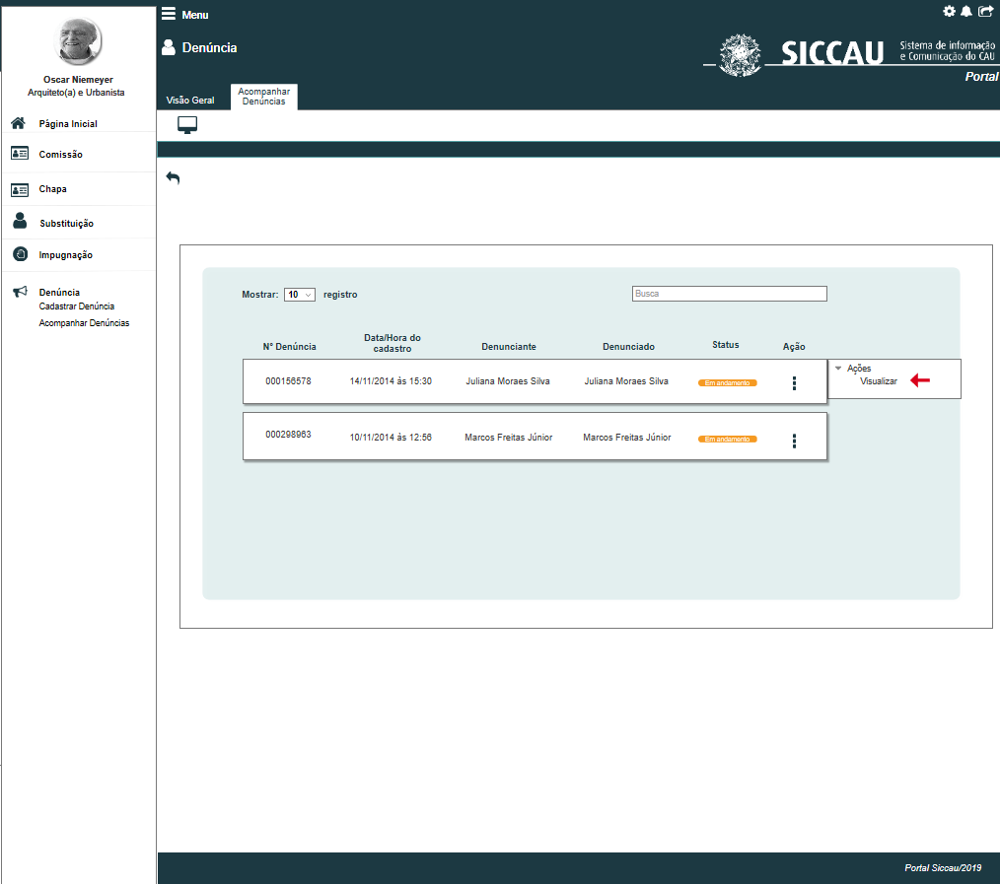 Menu
Denúncia
SICCAU
Sistema de informação
e Comunicação do CAU
Portal
Visão Geral
Acompanhar
Denúncias
Oscar Niemeyer
Arquiteto(a) e Urbanista
Página Inicial
Comissão
Chapa
Substituição
Impugnação
Denúncia
Cadastrar Denúncia
Acompanhar Denúncias
Mostrar: 10 registro
Busca
N° Denúncia Data/Hora do cadastro Denunciante Denunciado Status Ação
000156578 14/11/2014 ás 15:30 Juliana Moraes Silva Juliana Moraes Silva Em andamento
Ações
Visualizar
000298963 10/11/2014 ás 12:56 Marcos Freitas Júnior Marcos Freitas Júnior Em andamento
Portal Siccau/2019